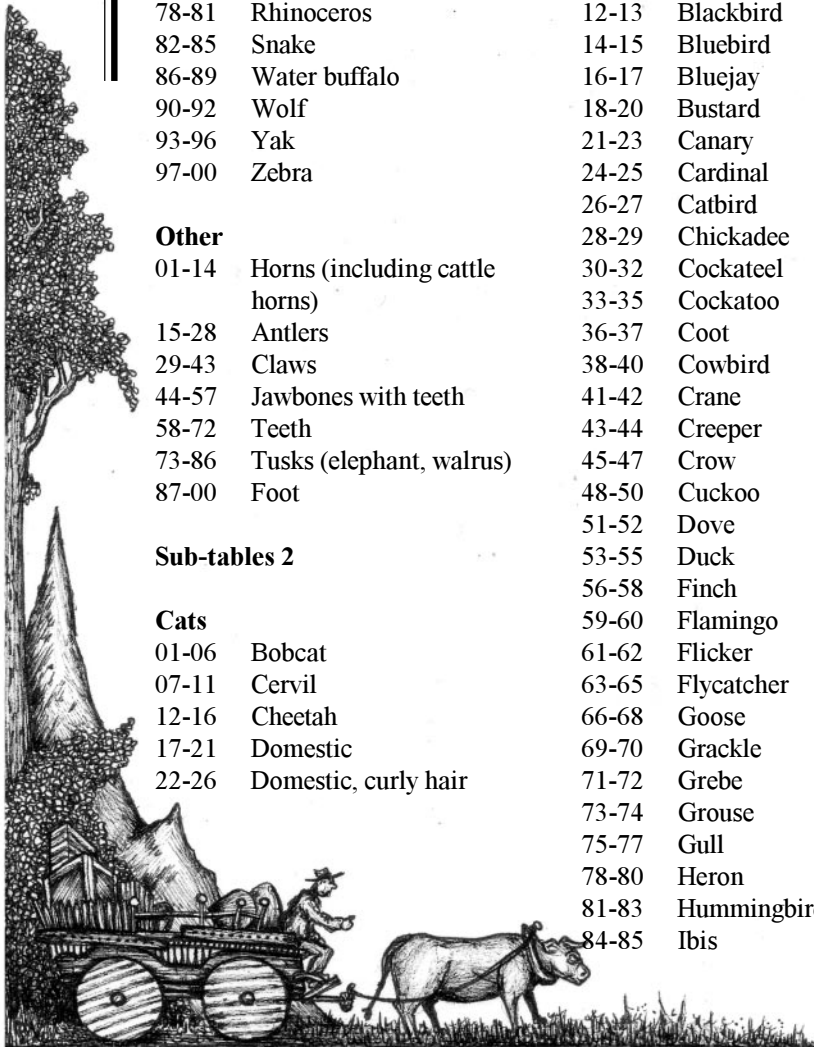 78-81 Rhinoceros
82-85 Snake
86-89 Water buffalo
90-92 Wolf
93-96 Yak
97-00 Zebra
Other
01-14 Horns (including cattle
horns)
15-28 Antlers
29-43 Claws
44-57 Jawbones with teeth
58-72 Teeth
73-86 Tusks (elephant, walrus)
87-00 Foot
Sub-tables 2
Cats
01-06 Bobcat
07-11 Cervil
12-16 Cheetah
17-21 Domestic
22-26 Domestic, curly hair
12-13 Blackbird
14-15 Bluebird
16-17 Bluejay
18-20 Bustard
21-23 Canary
24-25 Cardinal
26-27 Catbird
28-29 Chickadee
30-32 Cockateel
33-35 Cockatoo
36-37 Coot
38-40 Cowbird
41-42 Crane
43-44 Creeper
45-47 Crow
48-50 Cuckoo
51-52 Dove
53-55 Duck
56-58 Finch
59-60 Flamingo
61-62 Flicker
63-65 Flycatcher
66-68 Goose
69-70 Grackle
71-72 Grebe
73-74 Grouse
75-77 Gull
78-80 Heron
81-83 Hummingbird
84-85 Ibis